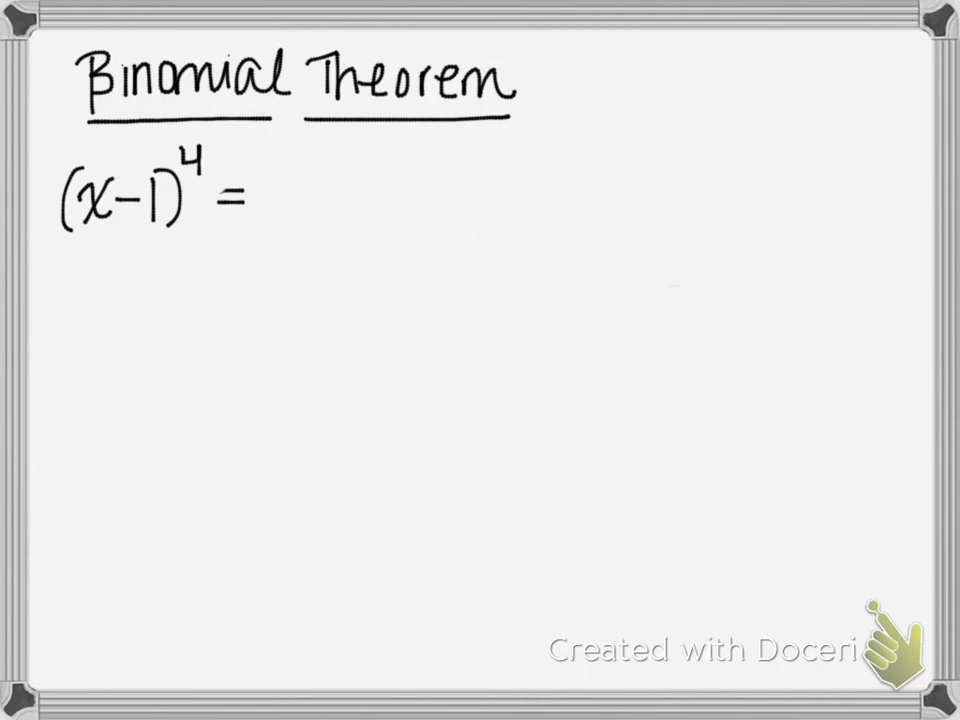 Binomial Theorem
(x-1)⁴ =
Created with Doceri